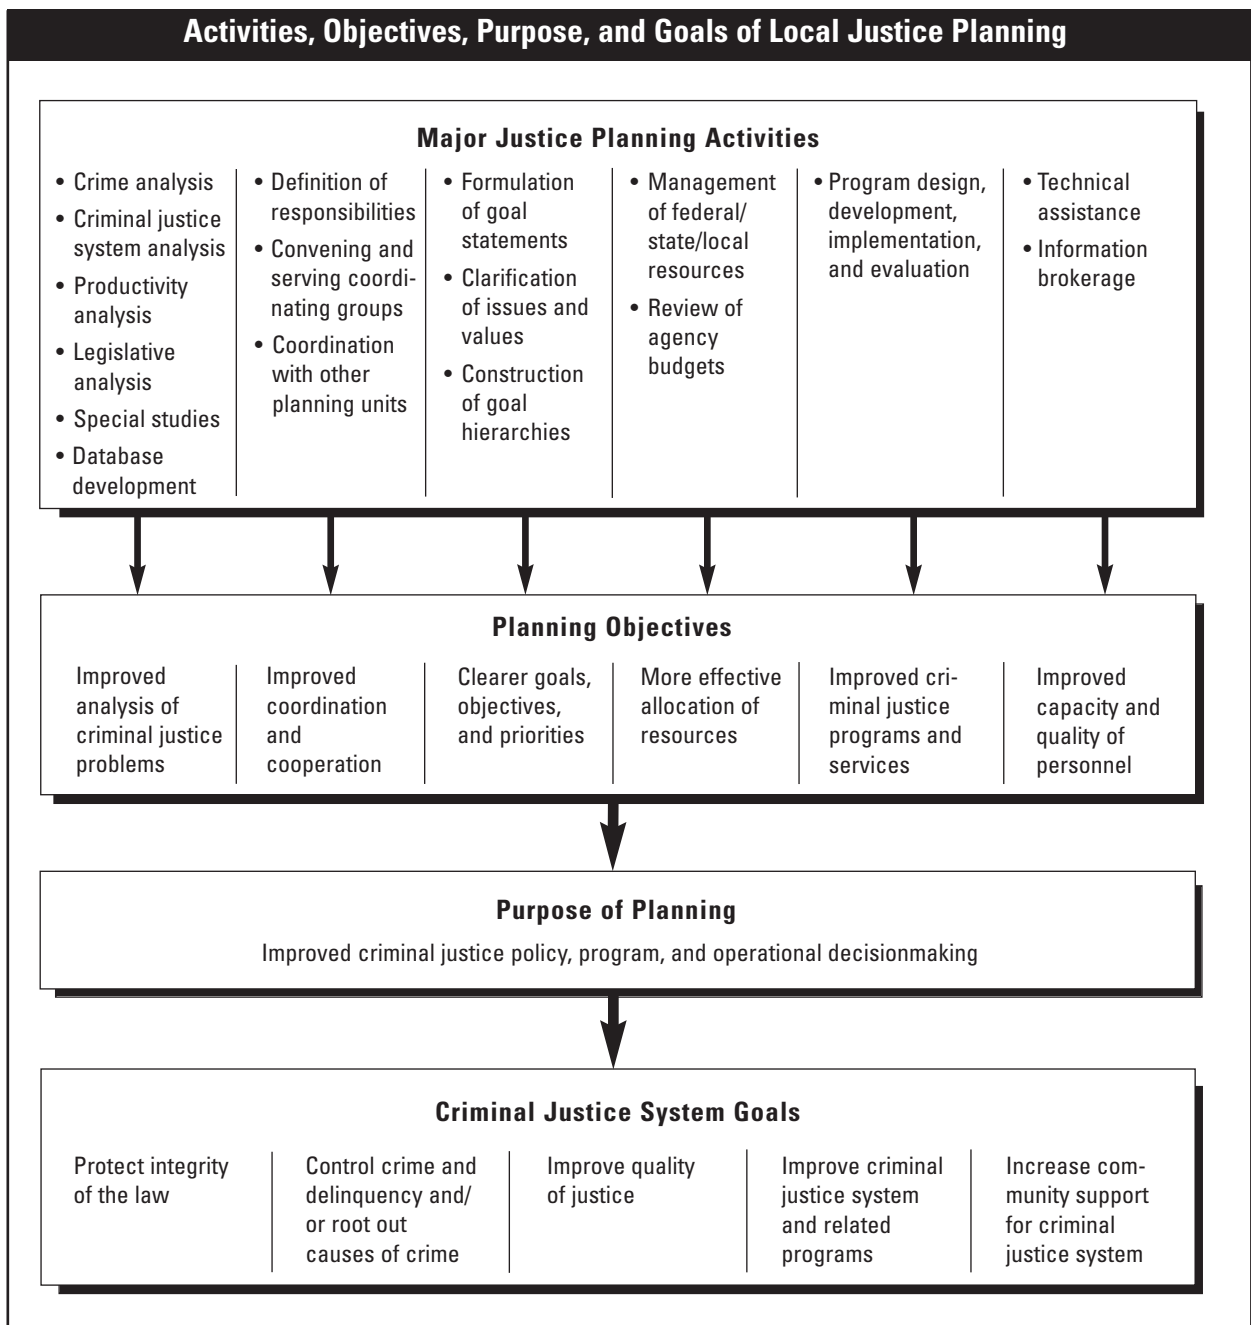 Activities, Objectives, Purpose, and Goals of Local Justice Planning
Major Justice Planning Activities
• Crime analysis
• Criminal justice
system analysis
• Productivity
analysis
• Legislative
analysis
• Special studies
• Database
development
• Definition of
responsibilities
• Convening and
serving coordi-
nating groups
• Coordination
with other
planning units
• Formulation
of goal
statements
• Clarification
of issues and
values
• Construction
of goal
hierarchies
• Management
of federal/
state/local
resources
• Review of
agency
budgets
• Program design,
development,
implementation,
and evaluation
• Technical
assistance
• Information
brokerage
Planning Objectives
Improved
analysis of
criminal justice
problems
Improved
coordination
and
cooperation
Clearer goals,
objectives,
and priorities
More effective
allocation of
resources
Improved cri-
minal justice
programs and
services
Improved
capacity and
quality of
personnel
Purpose of Planning
Improved criminal justice policy, program, and operational decisionmaking
Criminal Justice System Goals
Protect integrity
of the law
Control crime and
delinquency and/
or root out
causes of crime
Improve quality
of justice
Improve criminal
justice system
and related
programs
Increase com-
munity support
for criminal
justice system